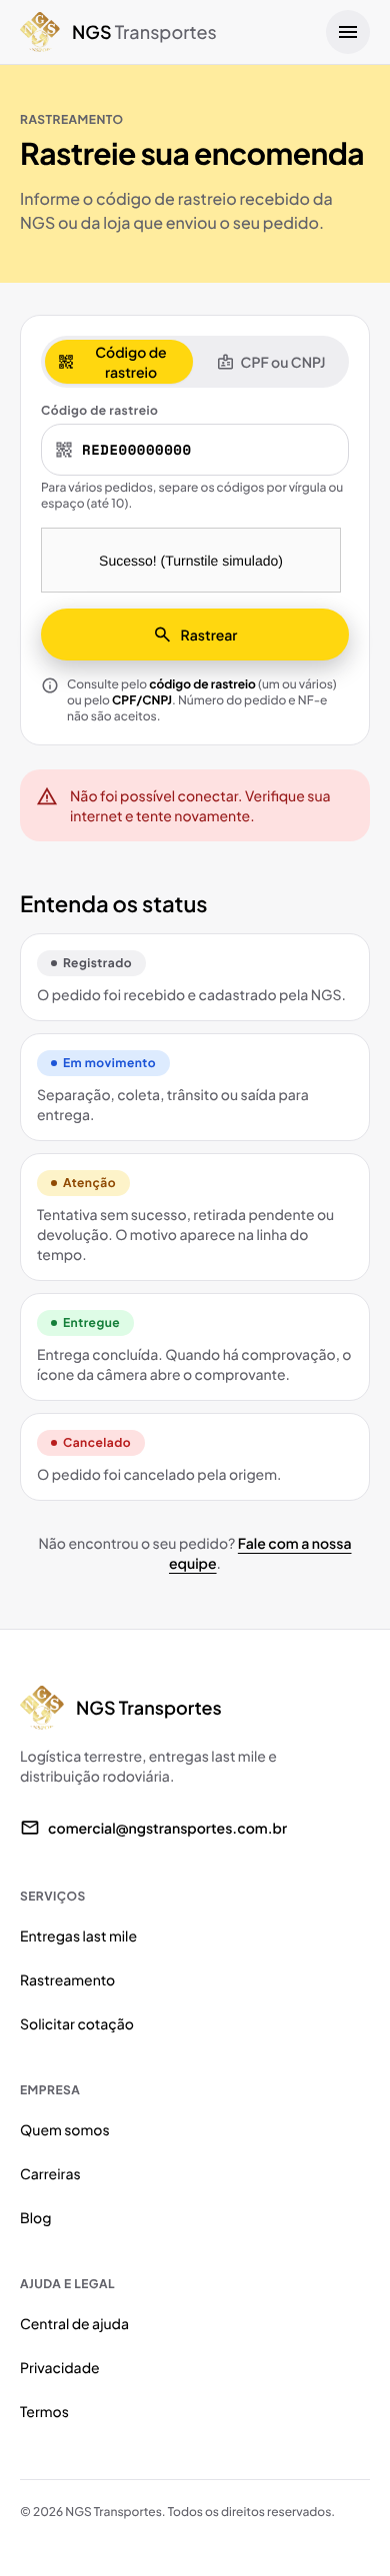 NGS Transportes
RASTREAMENTO
Rastreie sua encomenda
Informe o código de rastreio recebido da
NGS ou da loja que enviou o seu pedido.
Código de
rastreio
CPF ou CNPJ
Código de rastreio
REDE00000000
Para vários pedidos, separe os códigos por vírgula ou
espaço (até 10).
Sucesso! (Turnstile simulado)
Rastrear
Consulte pelo código de rastreio (um ou vários)
ou pelo CPF/CNPJ. Número do pedido e NF-e
não são aceitos.
Não foi possível conectar. Verifique sua
internet e tente novamente.
Entenda os status
Registrado
O pedido foi recebido e cadastrado pela NGS.
Em movimento
Separação, coleta, trânsito ou saída para
entrega.
Atenção
Tentativa sem sucesso, retirada pendente ou
devolução. O motivo aparece na linha do
tempo.
Entregue
Entrega concluída. Quando há comprovação, o
ícone da câmera abre o comprovante.
Cancelado
O pedido foi cancelado pela origem.
Não encontrou o seu pedido? Fale com a nossa
equipe.
NGS Transportes
Logística terrestre, entregas last mile e
distribuição rodoviária.
comercial@ngstransportes.com.br
SERVIÇOS
Entregas last mile
Rastreamento
Solicitar cotação
EMPRESA
Quem somos
Carreiras
Blog
AJUDA E LEGAL
Central de ajuda
Privacidade
Termos
© 2026 NGS Transportes. Todos os direitos reservados.